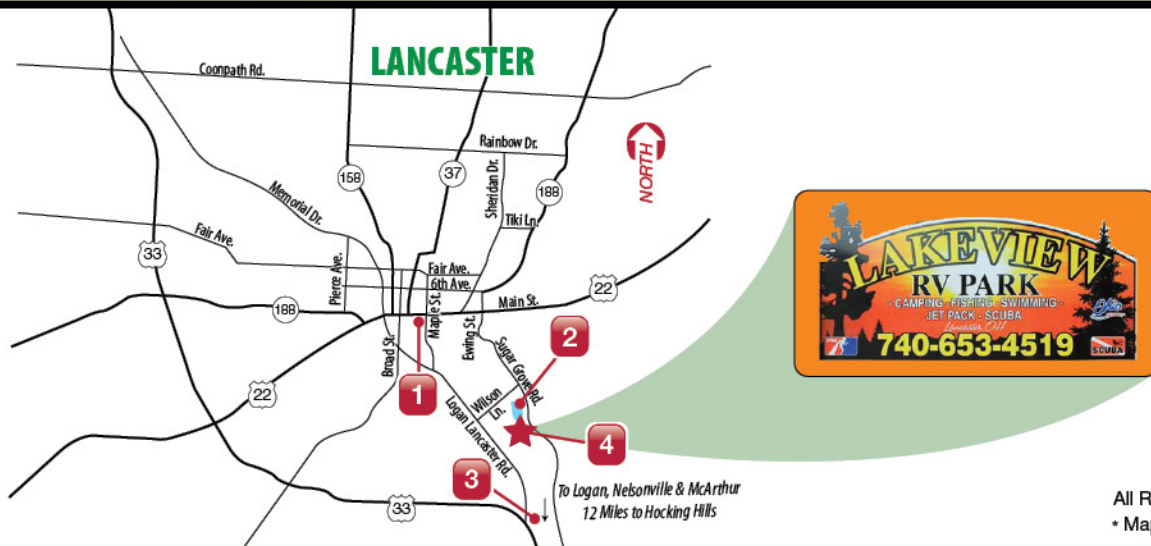 LANCASTER
Coonpath Rd.
Rainbow Dr.
NORTH
158
37
188
Sheridan Dr.
Memorial Dr.
Tiki Ln.
Fair Ave.
33
Pierce Ave.
Fair Ave.
6th Ave.
22
188
Main St.
Maple St.
Ewing St.
Broad St.
2
Sugar Grove Rd.
1
22
Wilson
Ln.
Logan Lancaster Rd.
4
3
33
To Logan, Nelsonville & McArthur
12 Miles to Hocking Hills
LAKEVIEW
RV PARK
- CAMPING - FISHING - SWIMMING -
JET PACK - SCUBA
Lancaster, OH
740-653-4519
Ohio
SCUBA
All R
* Map